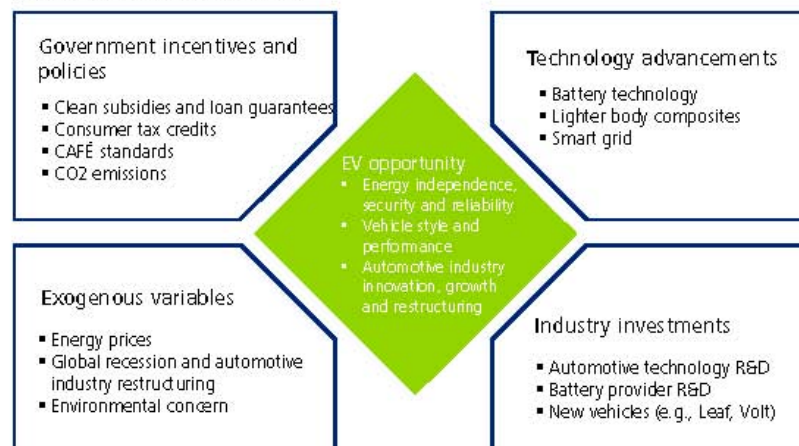 Government incentives and
policies
▪ Clean subsidies and loan guarantees
▪ Consumer tax credits
▪ CAFÉ standards
▪ CO2 emissions
Technology advancements
▪ Battery technology
▪ Lighter body composites
▪ Smart grid
EV opportunity
▪ Energy independence,
security and reliability
▪ Vehicle style and
performance
▪ Automotive industry
innovation, growth
and restructuring
Exogenous variables
▪ Energy prices
▪ Global recession and automotive
industry restructuring
▪ Environmental concern
Industry investments
▪ Automotive technology R&D
▪ Battery provider R&D
▪ New vehicles (e.g., Leaf, Volt)